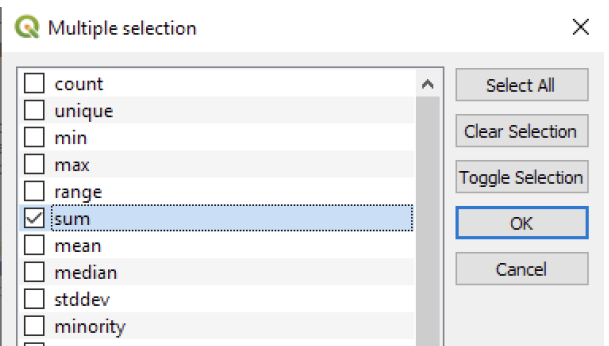 Multiple selection
count
unique
min
max
range
sum
mean
median
stddev
minority
Select All
Clear Selection
Toggle Selection
OK
Cancel